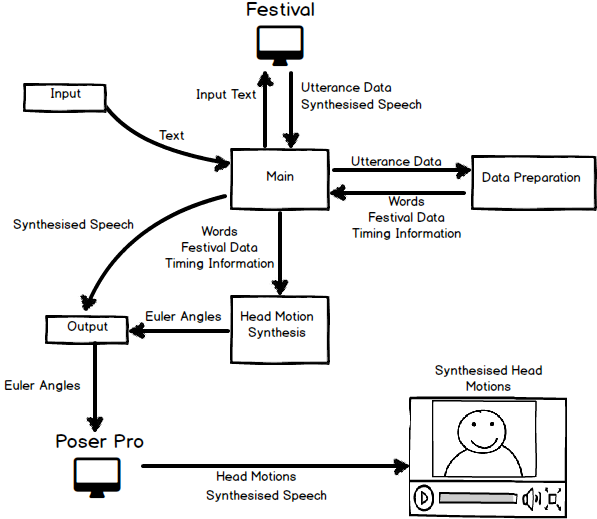 Festival
Input Text
Utterance Data
Synthesised Speech
Input
Text
Main
Utterance Data
Data Preparation
Words
Festival Data
Timing Information
Synthesised Speech
Words
Festival Data
Timing Information
Output
Euler Angles
Head Motion
Synthesis
Euler Angles
Synthesised Head
Motions
Poser Pro
Head Motions
Synthesised Speech